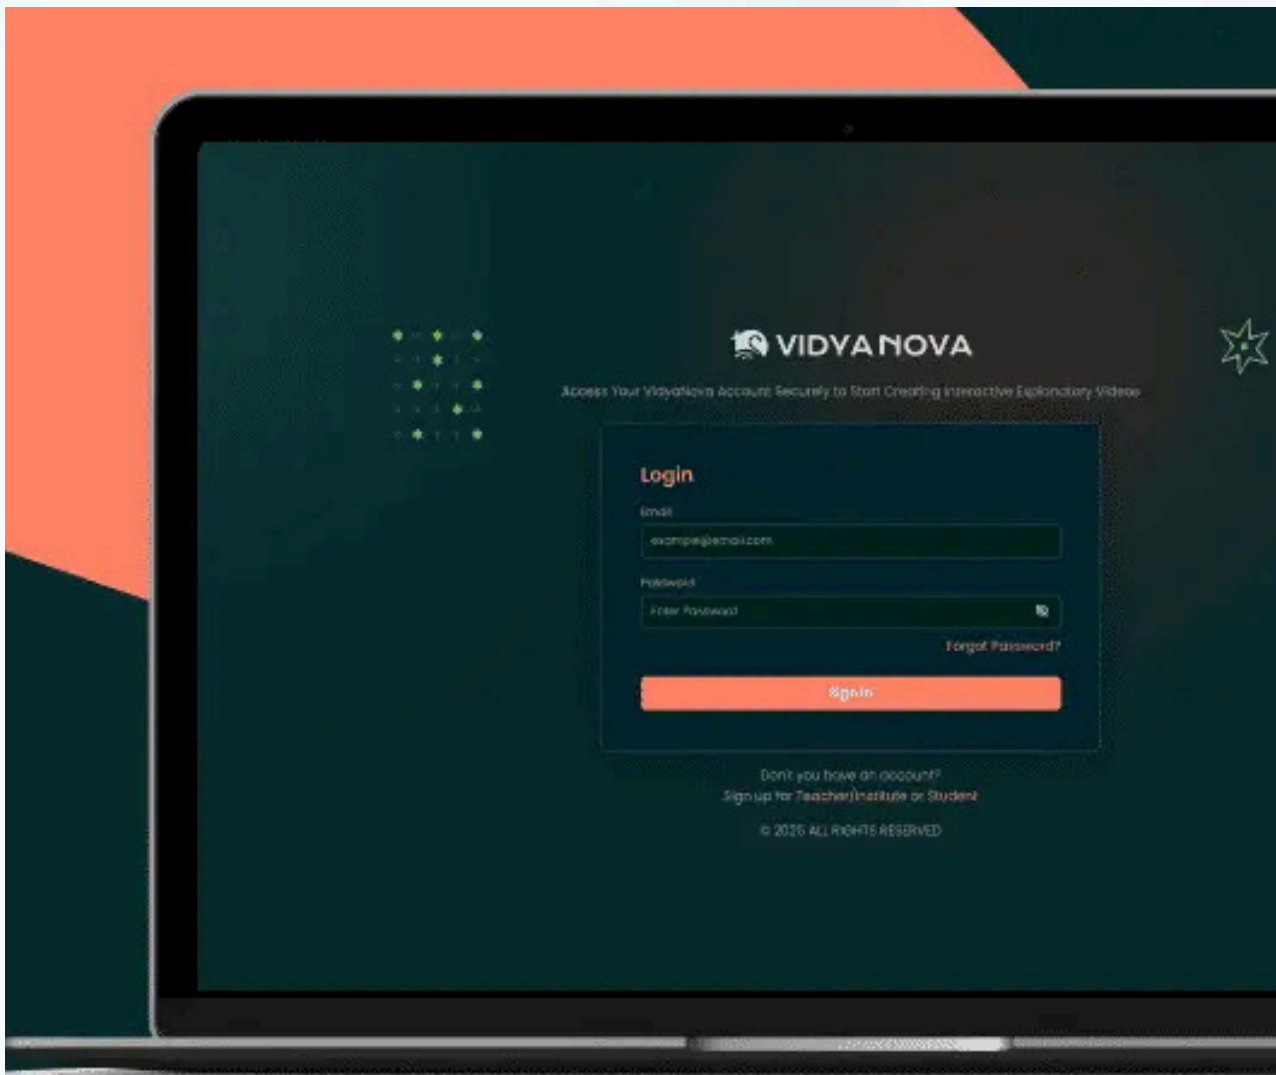 VIDYA NOVA
Access Your VidyaNova Account Securely to Start Creating Interactive Explanatory Videos
Login
Email
example@email.com
Password
Enter Password
Forgot Password?
Sign In
Don't you have an account?
Sign up for Teacher/Institute or Student
© 2025 ALL RIGHTS RESERVED